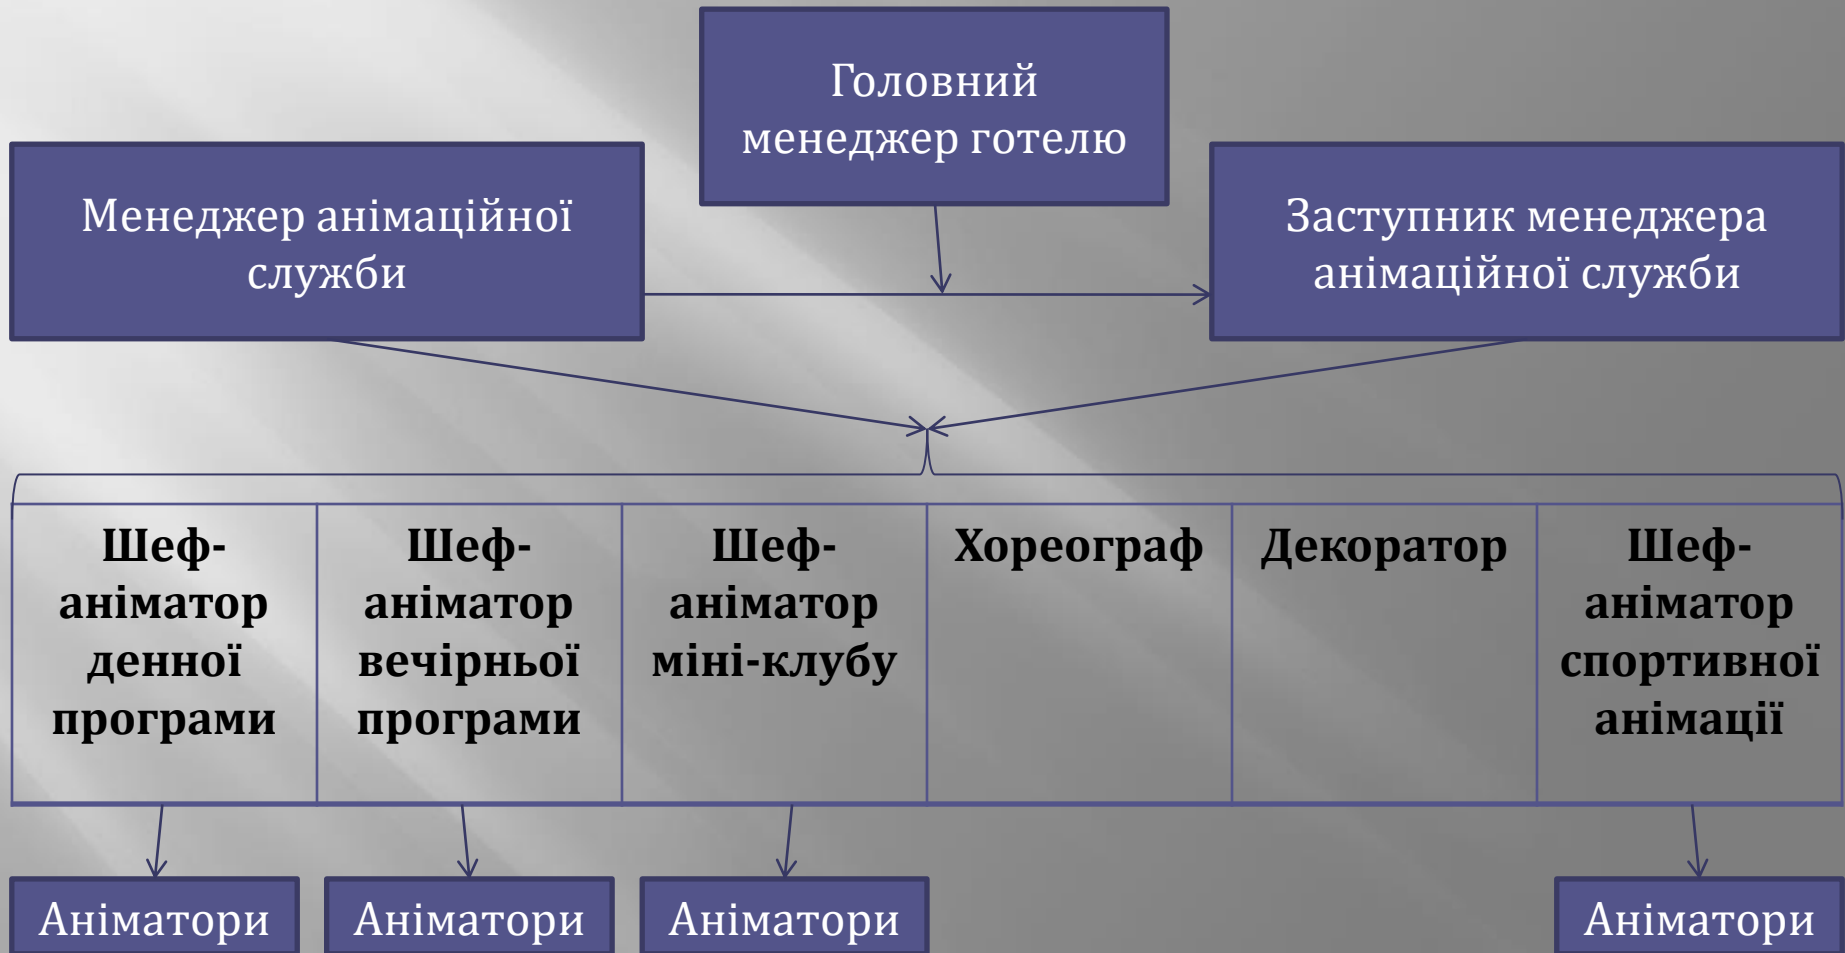 Головний
менеджер готелю
Менеджер анімаційної
служби
Заступник менеджера
анімаційної служби
Шеф-
аніматор
денної
програми
Шеф-
аніматор
вечірньої
програми
Шеф-
аніматор
міні-клубу
Хореограф
Декоратор
Шеф-
аніматор
спортивної
анімації
Аніматори
Аніматори
Аніматори
Аніматори